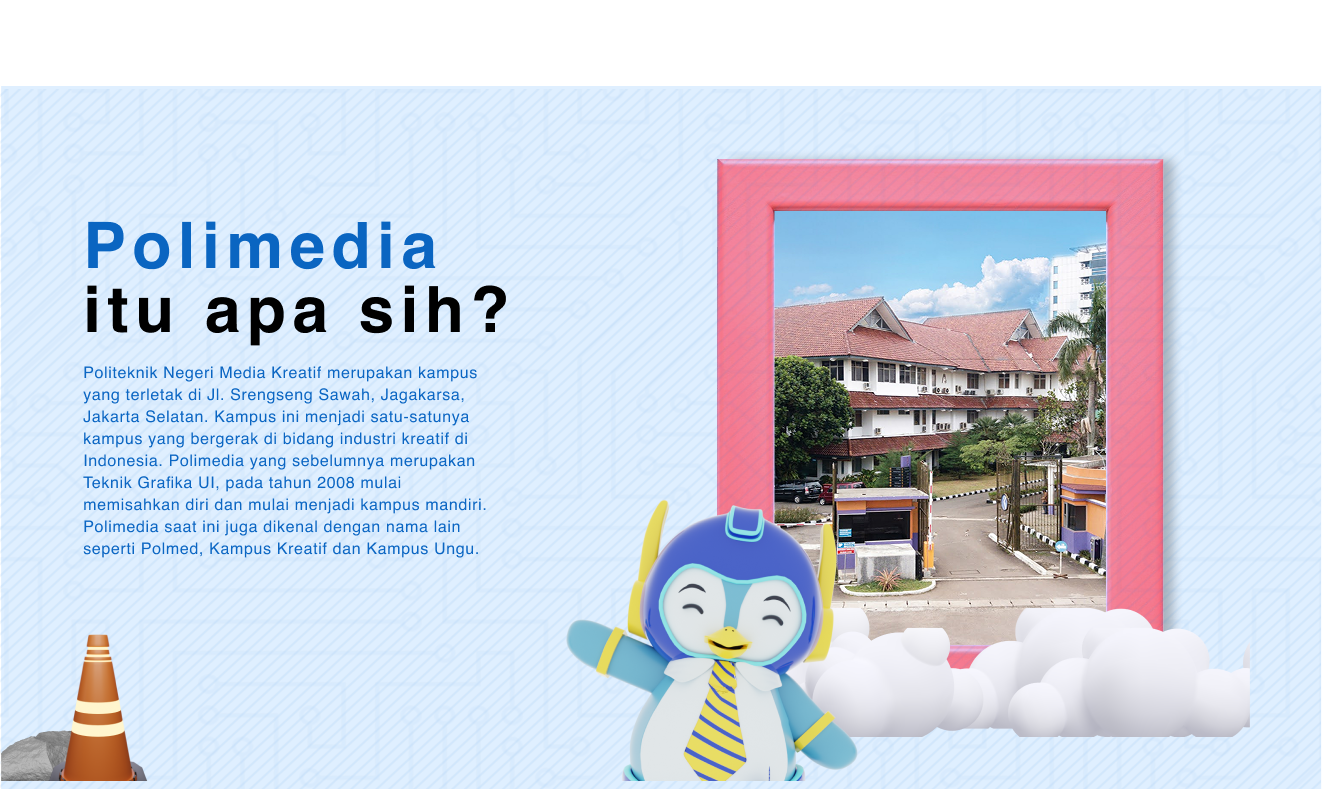 Polimedia
itu apa sih?
Politeknik Negeri Media Kreatif merupakan kampus
yang terletak di Jl. Srengseng Sawah, Jagakarsa,
Jakarta Selatan. Kampus ini menjadi satu-satunya
kampus yang bergerak di bidang industri kreatif di
Indonesia. Polimedia yang sebelumnya merupakan
Teknik Grafika UI, pada tahun 2008 mulai
memisahkan diri dan mulai menjadi kampus mandiri.
Polimedia saat ini juga dikenal dengan nama lain
seperti Polmed, Kampus Kreatif dan Kampus Ungu.